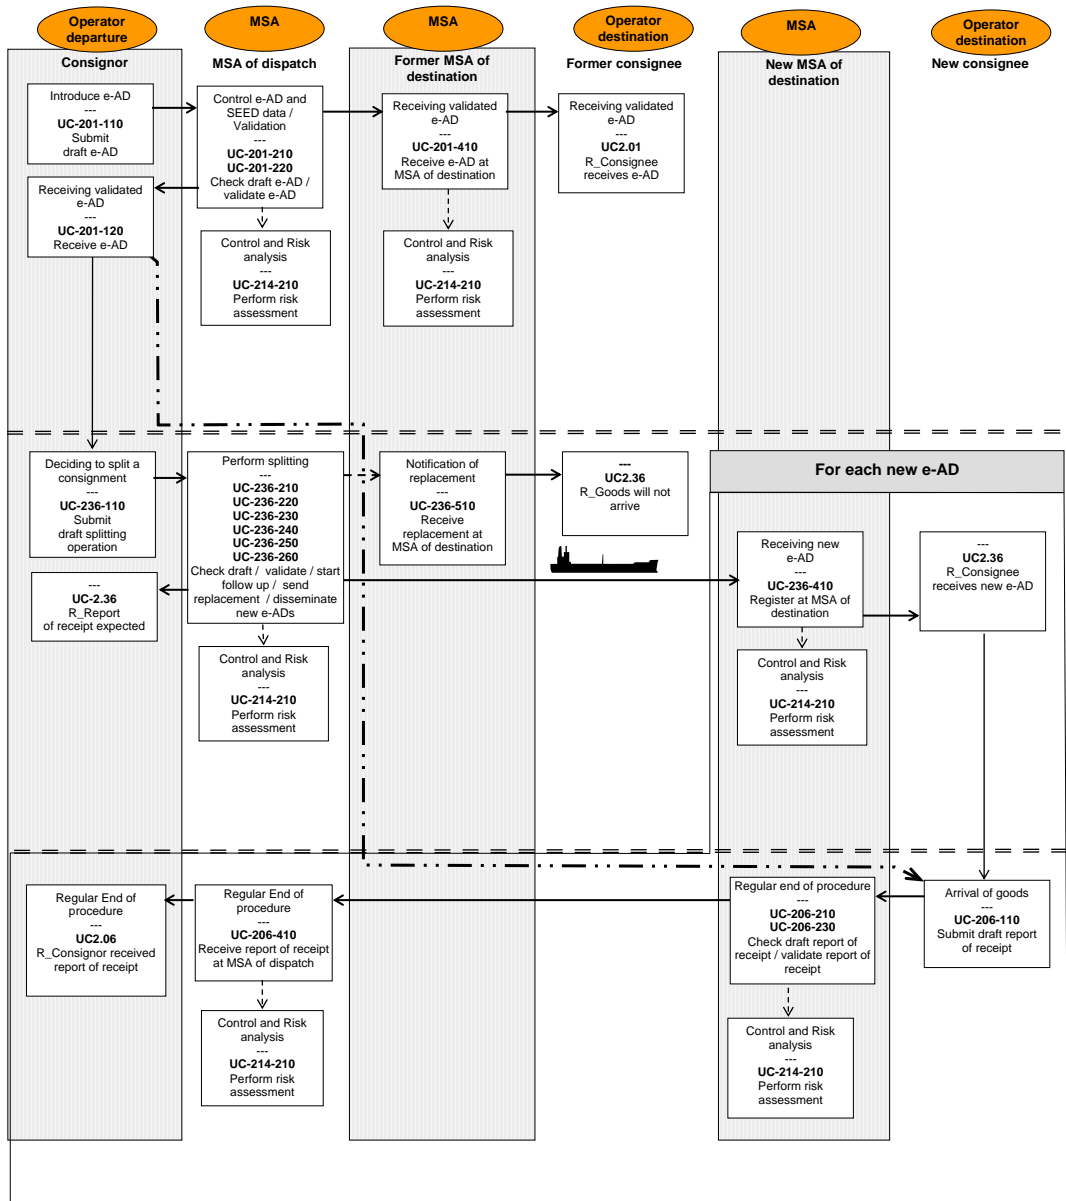 Operator
departure
MSA
MSA
Operator
destination
MSA
Operator
destination
Consignor
MSA of dispatch
Former MSA of
destination
Former consignee
New MSA of
destination
New consignee
Introduce e-AD
---
UC-201-110
Submit
draft e-AD
Control e-AD and
SEED data /
Validation
---
UC-201-210
UC-201-220
Check draft e-AD /
validate e-AD
Receiving validated
e-AD
---
UC-201-410
Receive e-AD at
MSA of destination
Receiving validated
e-AD
---
UC2.01
R_Consignee
receives e-AD
Receiving validated
e-AD
---
UC-201-120
Receive e-AD
Control and Risk
analysis
---
UC-214-210
Perform risk
assessment
Control and Risk
analysis
---
UC-214-210
Perform risk
assessment
Deciding to split a
consignment
---
UC-236-110
Submit
draft splitting
operation
Perform splitting
---
UC-236-210
UC-236-220
UC-236-230
UC-236-240
UC-236-250
UC-236-260
Check draft / validate / start
follow up / send
replacement / disseminate
new e-ADs
Notification of
replacement
---
UC-236-510
Receive
replacement at
MSA of destination
---
UC2.36
R_Goods will not
arrive
For each new e-AD
Receiving new
e-AD
---
UC-236-410
Register at MSA of
destination
---
UC2.36
R_Consignee
receives new e-AD
---
UC-2.36
R_Report
of receipt expected
Control and Risk
analysis
---
UC-214-210
Perform risk
assessment
Control and Risk
analysis
---
UC-214-210
Perform risk
assessment
Regular End of
procedure
---
UC2.06
R_Consignor received
report of receipt
Regular End of
procedure
---
UC-206-410
Receive report of receipt
at MSA of dispatch
Regular end of procedure
---
UC-206-210
UC-206-230
Check draft report of
receipt / validate report of
receipt
Arrival of goods
---
UC-206-110
Submit draft report
of receipt
Control and Risk
analysis
---
UC-214-210
Perform risk
assessment
Control and Risk
analysis
---
UC-214-210
Perform risk
assessment